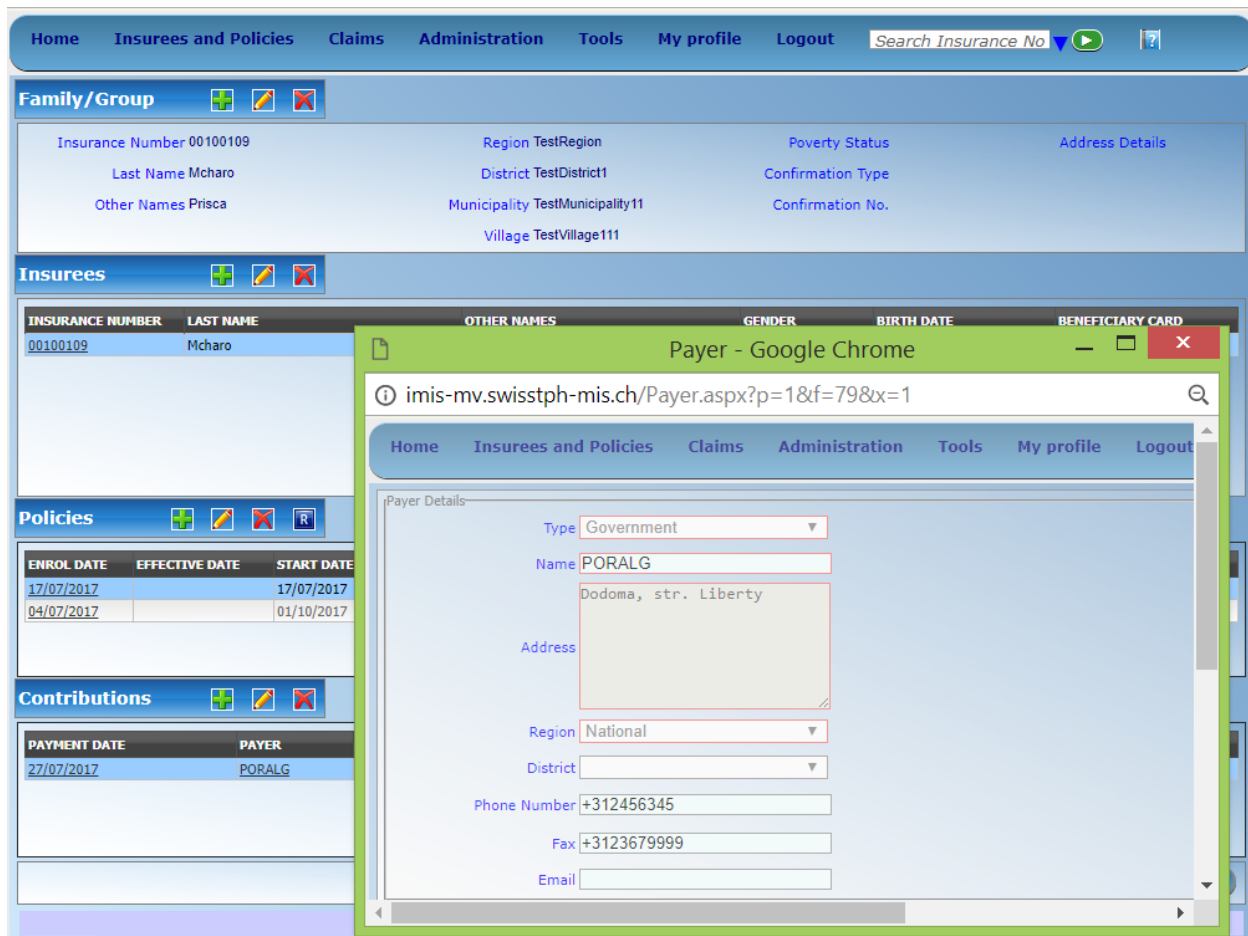 Home Insurees and Policies Claims Administration Tools My profile Logout Search Insurance No ?
Family/Group
Insurance Number 00100109 Region TestRegion Poverty Status Address Details
Last Name Mcharo District TestDistrict1 Confirmation Type
Other Names Prisca Municipality TestMunicipality11 Confirmation No.
Village TestVillage111
Insurees
INSURANCE NUMBER LAST NAME OTHER NAMES GENDER BIRTH DATE BENEFICIARY CARD
00100109 Mcharo
Payer - Google Chrome
imis-mv.swisstph-mis.ch/Payer.aspx?p=1&f=79&x=1
Home Insurees and Policies Claims Administration Tools My profile Logout
Payer Details
Type Government
Name PORALG
Address Dodoma, str. Liberty
Region National
District
Phone Number +312456345
Fax +3123679999
Email
Policies R
ENROL DATE EFFECTIVE DATE START DATE
17/07/2017 17/07/2017
04/07/2017 01/10/2017
Contributions
PAYMENT DATE PAYER
27/07/2017 PORALG